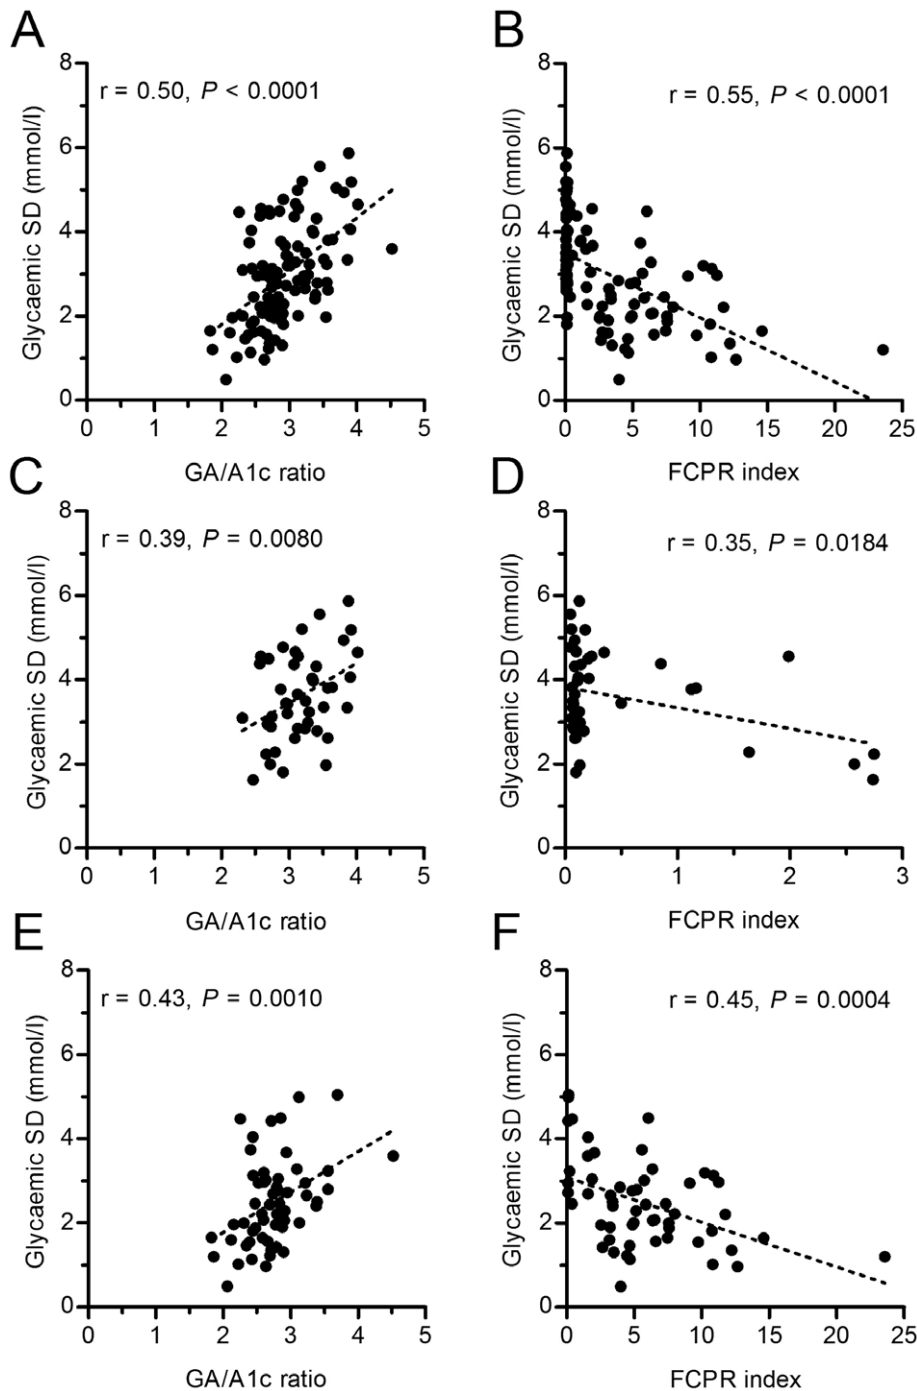 A
B
r = 0.50, P < 0.0001
r = 0.55, P < 0.0001
Glycaemic SD (mmol/l)
8
6
4
2
0
0 1 2 3 4 5
GA/A1c ratio
Glycaemic SD (mmol/l)
8
6
4
2
0
0 5 10 15 20 25
FCPR index
C
D
r = 0.39, P = 0.0080
r = 0.35, P = 0.0184
Glycaemic SD (mmol/l)
8
6
4
2
0
0 1 2 3 4 5
GA/A1c ratio
Glycaemic SD (mmol/l)
8
6
4
2
0
0 1 2 3
FCPR index
E
F
r = 0.43, P = 0.0010
r = 0.45, P = 0.0004
Glycaemic SD (mmol/l)
8
6
4
2
0
0 1 2 3 4 5
GA/A1c ratio
Glycaemic SD (mmol/l)
8
6
4
2
0
0 5 10 15 20 25
FCPR index